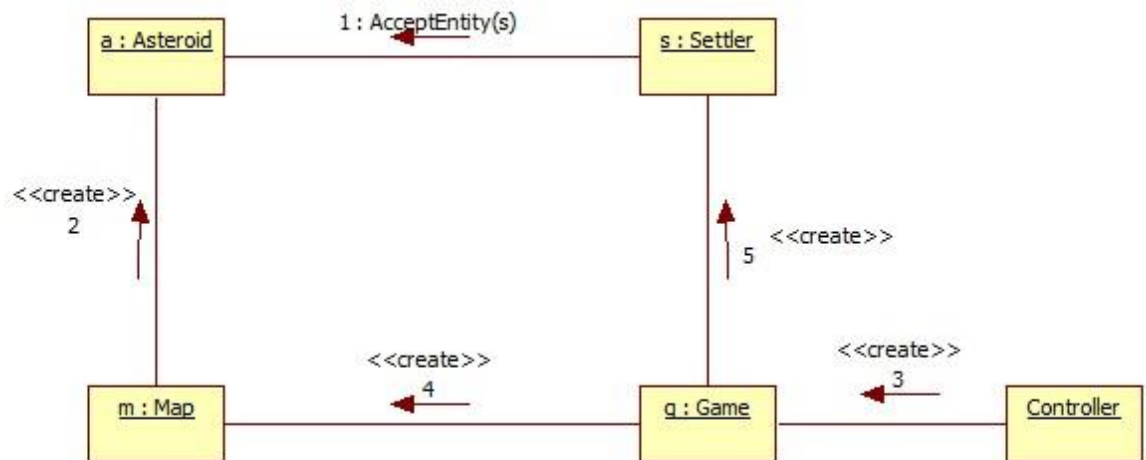 1 : AcceptEntity(s)
a : Asteroid
s : Settler
<<create>>
2
<<create>>
5
<<create>>
4
<<create>>
3
m : Map
g : Game
Controller